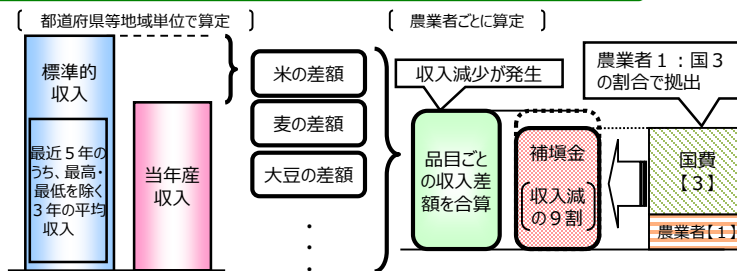 〔 都道府県等地域単位で算定 〕
〔 農業者ごとに算定 〕
標準的
収入
最近５年の
うち、最高・
最低を除く
３年の平均
収入
当年産
収入
米の差額
麦の差額
大豆の差額
・
・
・
収入減少が発生
品目ごと
の収入差
額を合算
補塡金
収入減
の９割
農業者１：国３
の割合で拠出
国費
【３】
農業者【１】